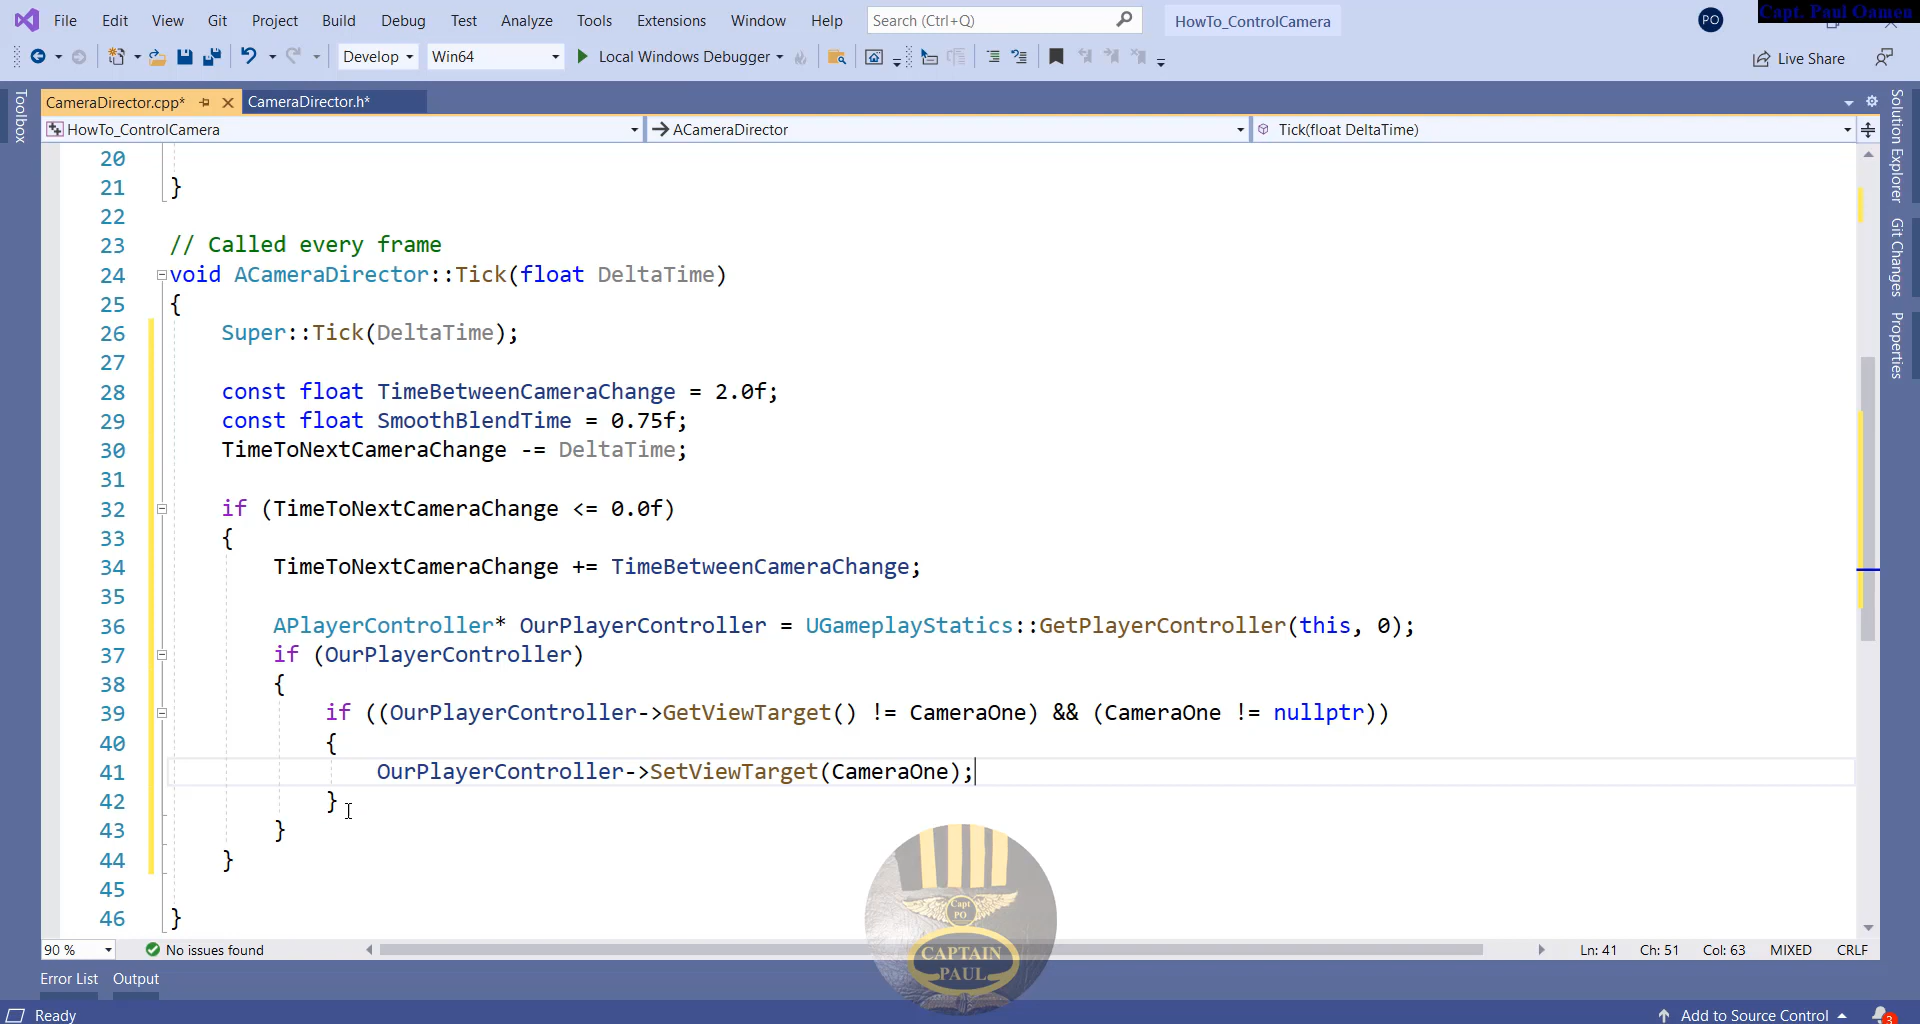 File Edit View Git Project Build Debug Test Analyze Tools Extensions Window Help Search (Ctrl+Q) HowTo_ControlCamera PO Capt. Paul Oamen
Develop Win64 Local Windows Debugger Live Share
CameraDirector.cpp* CameraDirector.h*
HowTo_ControlCamera ACameraDirector Tick(float DeltaTime)
Toolbox
Solution Explorer
Git Changes
Properties
20
21 }
22
23 // Called every frame
24 void ACameraDirector::Tick(float DeltaTime)
25 {
26 Super::Tick(DeltaTime);
27
28 const float TimeBetweenCameraChange = 2.0f;
29 const float SmoothBlendTime = 0.75f;
30 TimeToNextCameraChange -= DeltaTime;
31
32 if (TimeToNextCameraChange <= 0.0f)
33 {
34 TimeToNextCameraChange += TimeBetweenCameraChange;
35
36 APlayerController* OurPlayerController = UGameplayStatics::GetPlayerController(this, 0);
37 if (OurPlayerController)
38 {
39 if ((OurPlayerController->GetViewTarget() != CameraOne) && (CameraOne != nullptr))
40 {
41 OurPlayerController->SetViewTarget(CameraOne);
42 }
43 }
44 }
45
46 }
Capt
PO
CAPTAIN
PAUL
90 % No issues found Ln: 41 Ch: 51 Col: 63 MIXED CRLF
Error List Output
Ready Add to Source Control 3